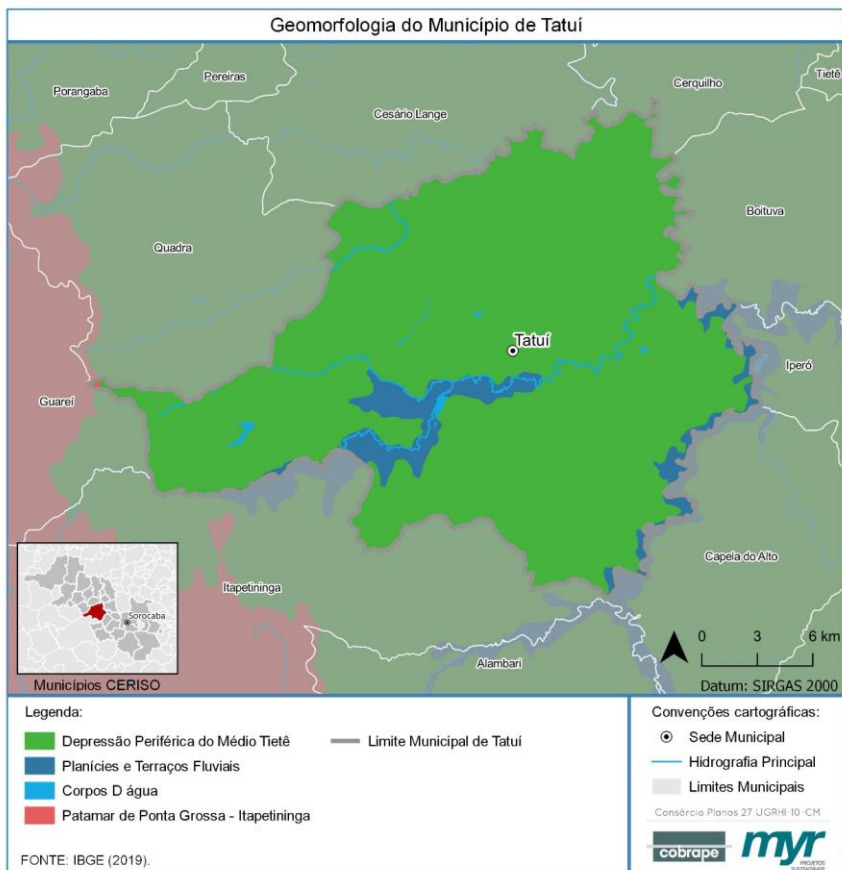 Geomorfologia do Município de Tatuí
Porangaba
Pereiras
Cesário Lange
Cerquilho
Tietê
Quadra
Boituva
Tatuí
Iperó
Guareí
Itapetininga
Capela do Alto
Alambari
Sorocaba
Municípios CERISO
0 3 6 km
Datum: SIRGAS 2000
Legenda:
Depressão Periférica do Médio Tietê
Limite Municipal de Tatuí
Planícies e Terraços Fluviais
Corpos D água
Patamar de Ponta Grossa - Itapetininga
FONTE: IBGE (2019).
Convenções cartográficas:
Sede Municipal
Hidrografia Principal
Limites Municipais
Consórcio Planos 27 UGRHI-10-CM
cobrape
myr
PROJETOS
SUSTENTÁVEIS